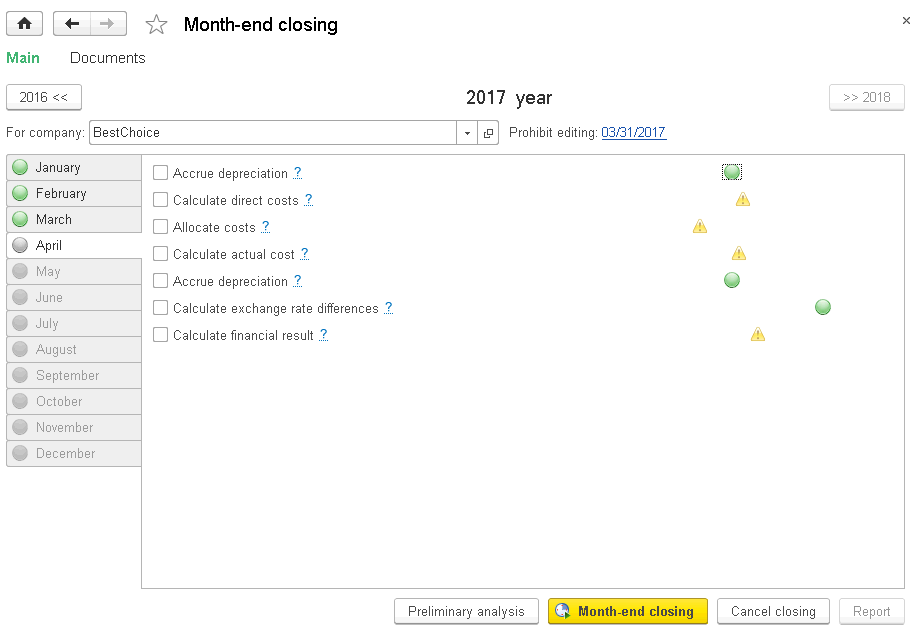 Month-end closing
Main Documents
2016 << 2017 year >> 2018
For company: BestChoice Prohibit editing: 03/31/2017
January
February
March
April
May
June
July
August
September
October
November
December
Accrue depreciation ?
Calculate direct costs ?
Allocate costs ?
Calculate actual cost ?
Accrue depreciation ?
Calculate exchange rate differences ?
Calculate financial result ?
Preliminary analysis Month-end closing Cancel closing Report